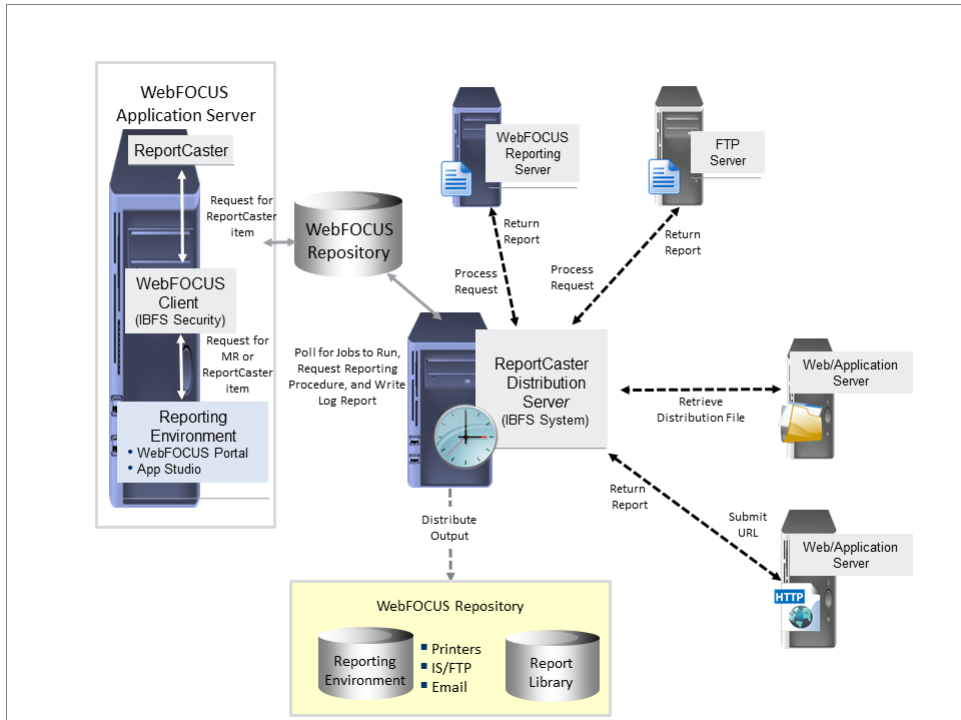 WebFOCUS
Application Server
ReportCaster
Request for
ReportCaster
item
WebFOCUS
Client
(IBFS Security)
Request for
MR or
ReportCaster
item
Reporting
Environment
• WebFOCUS Portal
• App Studio
WebFOCUS
Repository
WebFOCUS
Reporting
Server
FTP
Server
Return
Report
Process
Request
Return
Report
Process
Request
Poll for Jobs to Run,
Request Reporting
Procedure, and Write
Log Report
ReportCaster
Distribution
Server
(IBFS System)
Web/Application
Server
Retrieve
Distribution File
Return
Report
Submit
URL
Web/Application
Server
HTTP
Distribute
Output
WebFOCUS Repository
Reporting
Environment
▪ Printers
▪ IS/FTP
▪ Email
Report
Library